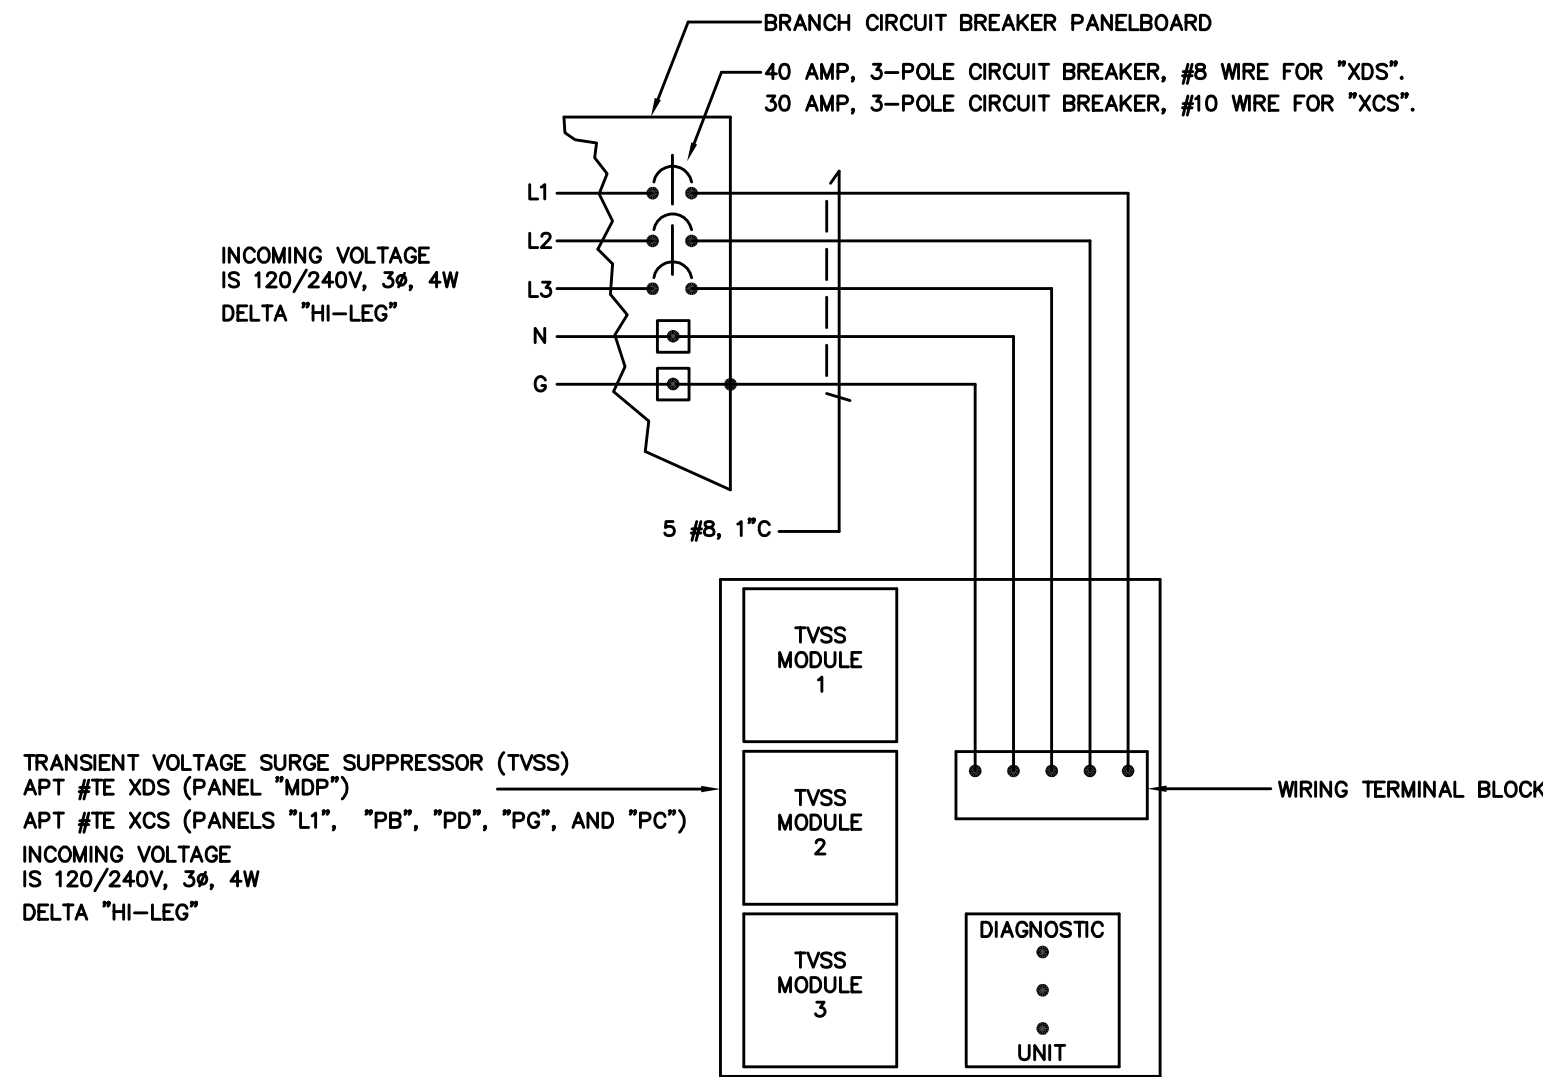 BRANCH CIRCUIT BREAKER PANELBOARD
40 AMP, 3-POLE CIRCUIT BREAKER, #8 WIRE FOR "XDS".
30 AMP, 3-POLE CIRCUIT BREAKER, #10 WIRE FOR "XCS".
L1
L2
L3
N
G
INCOMING VOLTAGE
IS 120/240V, 3ø, 4W
DELTA "HI-LEG"
5 #8, 1"C
TVSS
MODULE
1
TVSS
MODULE
2
TVSS
MODULE
3
TRANSIENT VOLTAGE SURGE SUPPRESSOR (TVSS)
APT #TE XDS (PANEL "MDP")
APT #TE XCS (PANELS "L1", "PB", "PD", "PG", AND "PC")
INCOMING VOLTAGE
IS 120/240V, 3ø, 4W
DELTA "HI-LEG"
WIRING TERMINAL BLOCK
DIAGNOSTIC
UNIT